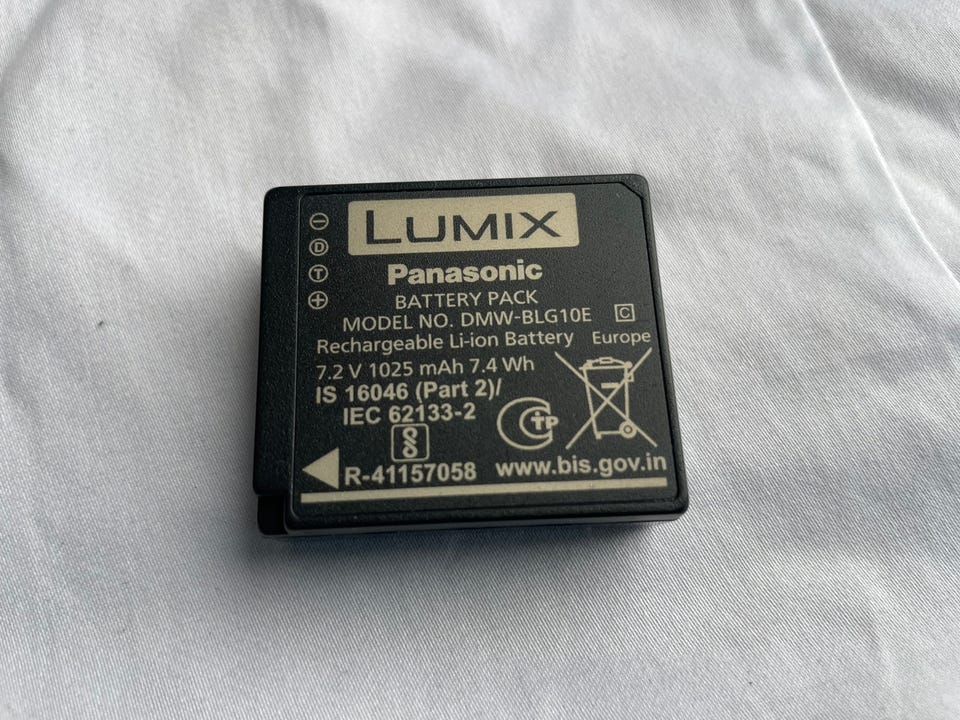 LUMIX
Panasonic
BATTERY PACK
MODEL NO. DMW-BLG10E
C
Rechargeable Li-ion Battery
Europe
7.2 V 1025 mAh 7.4 Wh
IS 16046 (Part 2)/
IEC 62133-2
R-41157058
www.bis.gov.in
−
D
T
+